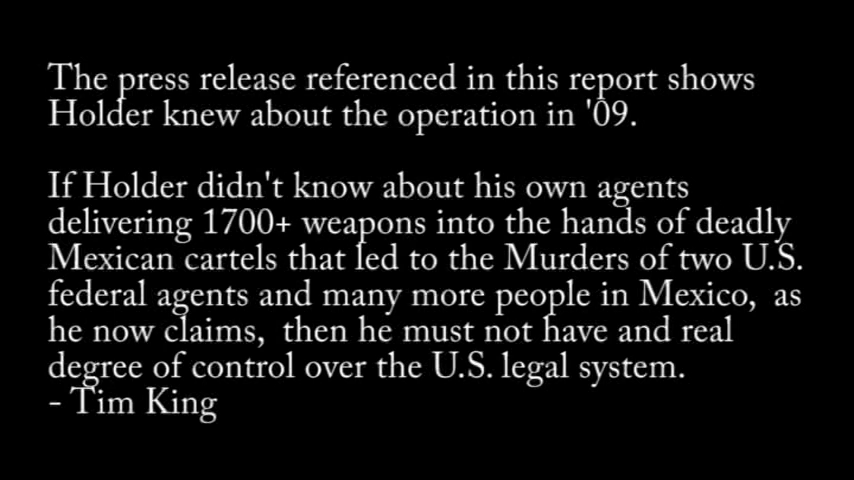 The press release referenced in this report shows
Holder knew about the operation in '09.
If Holder didn't know about his own agents
delivering 1700+ weapons into the hands of deadly
Mexican cartels that led to the Murders of two U.S.
federal agents and many more people in Mexico,  as
he now claims,  then he must not have and real
degree of control over the U.S. legal system.
- Tim King